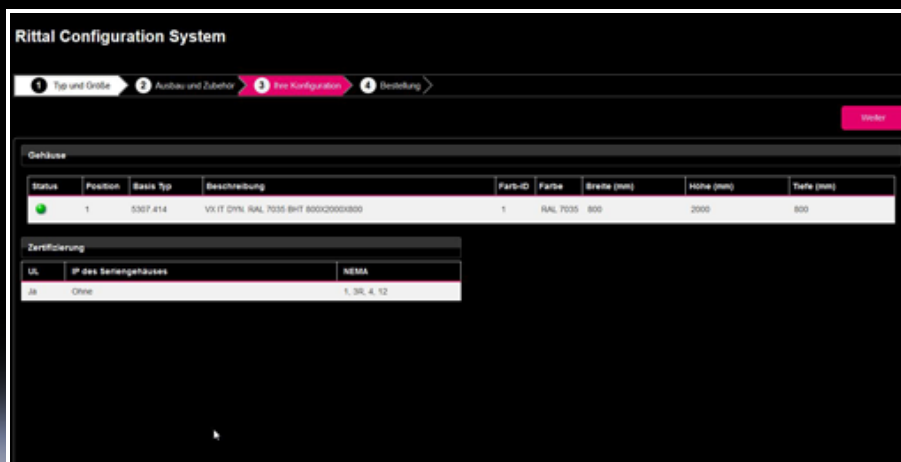 Rittal Configuration System
1 Typ und Größe 2 Ausbau und Zubehör 3 Ihre Konfiguration 4 Bestellung
Weiter
Gehäuse
Status Position Basis Typ Beschreibung Farb-ID Farbe Breite (mm) Höhe (mm) Tiefe (mm)
1 5307.414 VX IT DYN. RAL 7035 BHT 800X2000X800 1 RAL 7035 800 2000 800
Zertifizierung
UL IP des Seriengehäuses NEMA
Ja Ohne 1, 3R, 4, 12